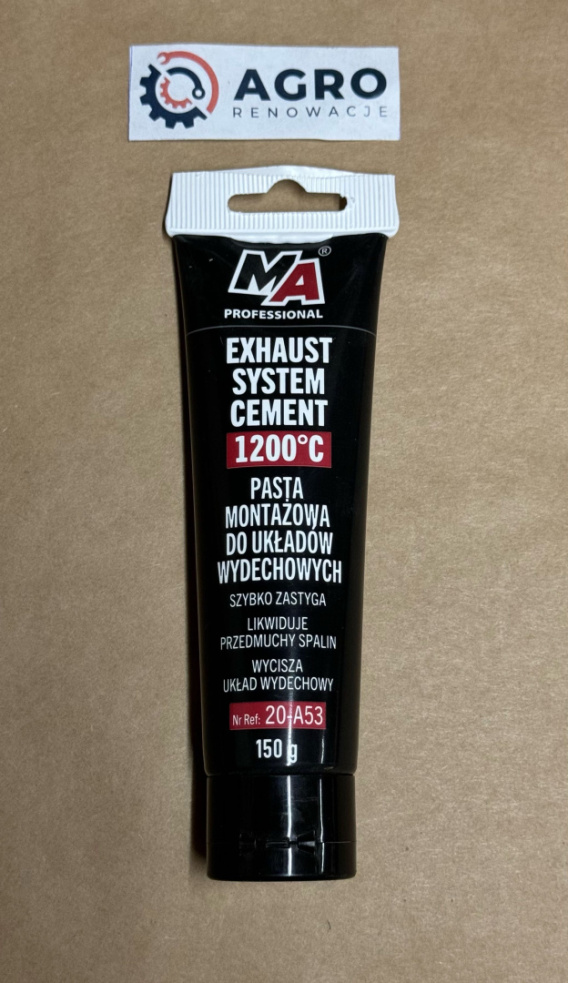 AGRO
RENOWACJE
MA®
PROFESSIONAL
EXHAUST
SYSTEM
CEMENT
1200°C
PASTA
MONTAŻOWA
DO UKŁADÓW
WYDECHOWYCH
SZYBKO ZASTYGA
LIKWIDUJE
PRZEDMUCHY SPALIN
WYCISZA
UKŁAD WYDECHOWY
Nr Ref: 20-A53
150 g